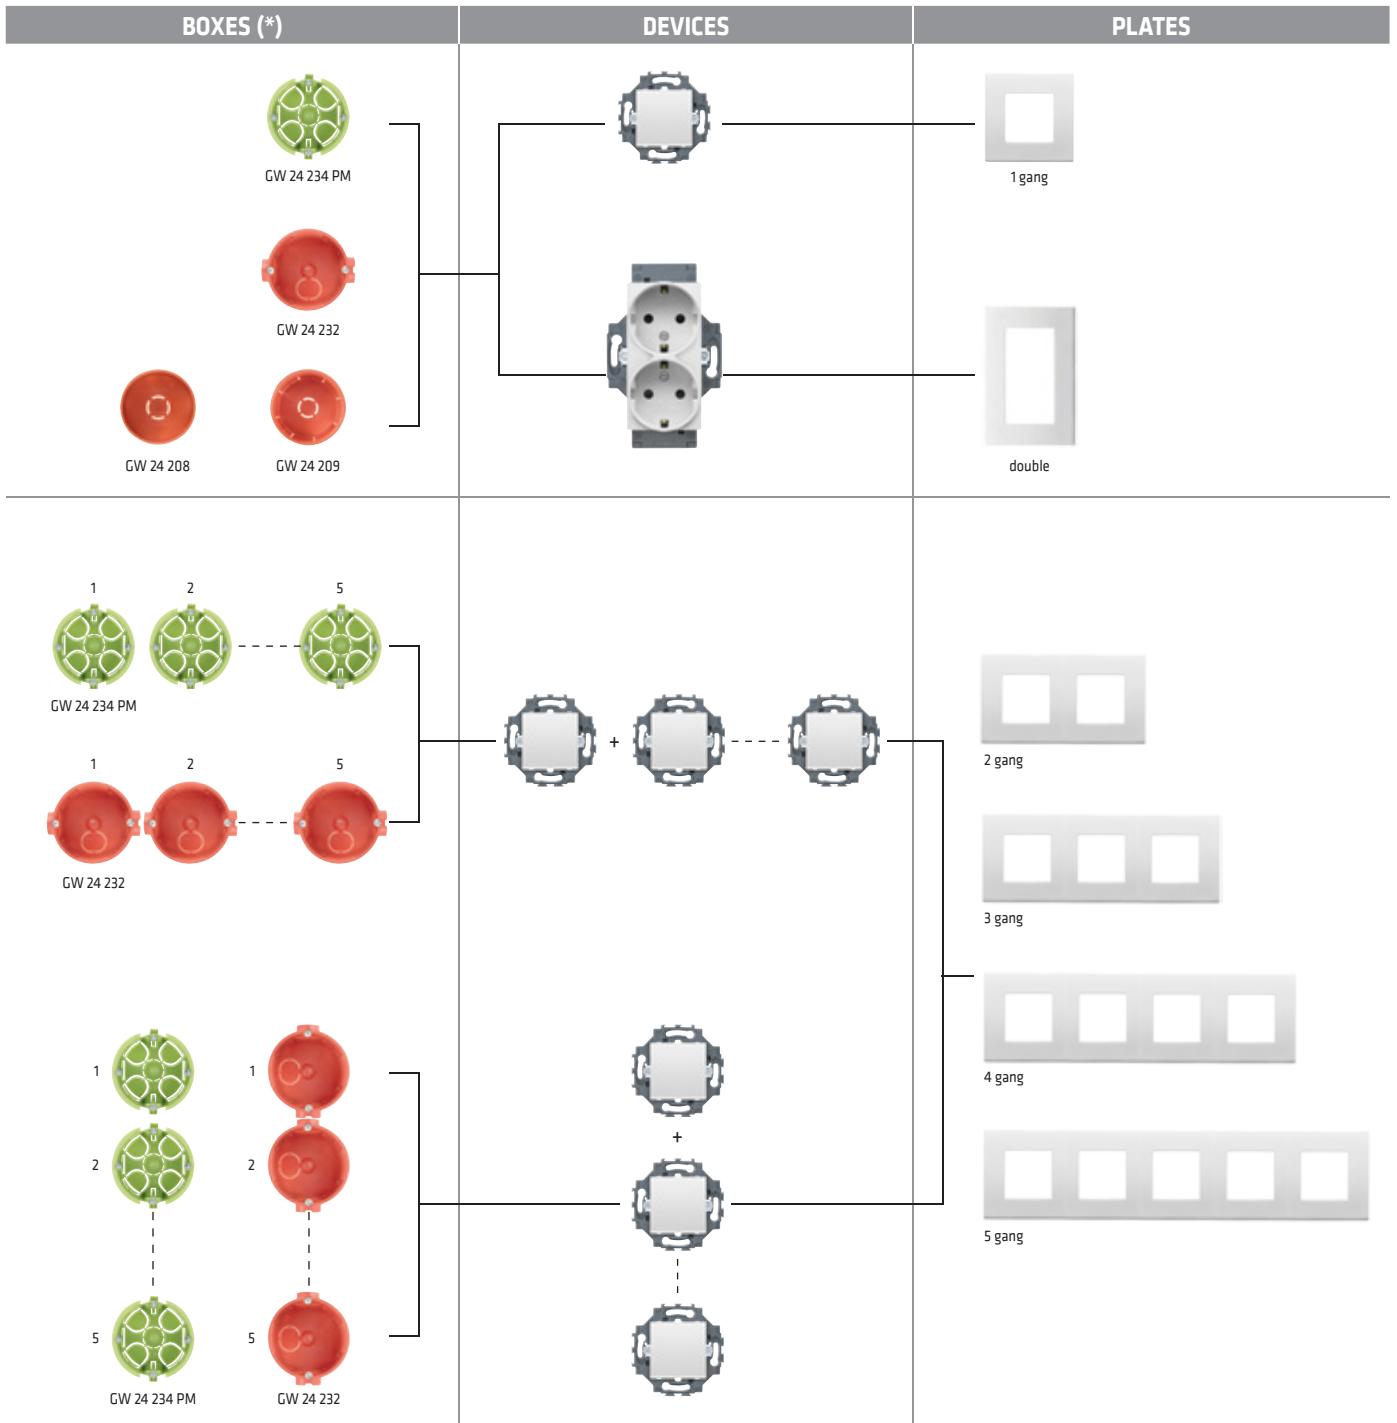 BOXES (*) DEVICES PLATES
GW 24 234 PM
1 gang
GW 24 232
GW 24 208 GW 24 209
double
1 2 5
GW 24 234 PM
+
2 gang
1 2 5
GW 24 232
3 gang
1 1
4 gang
+
2 2
5 gang
5 5
GW 24 234 PM GW 24 232